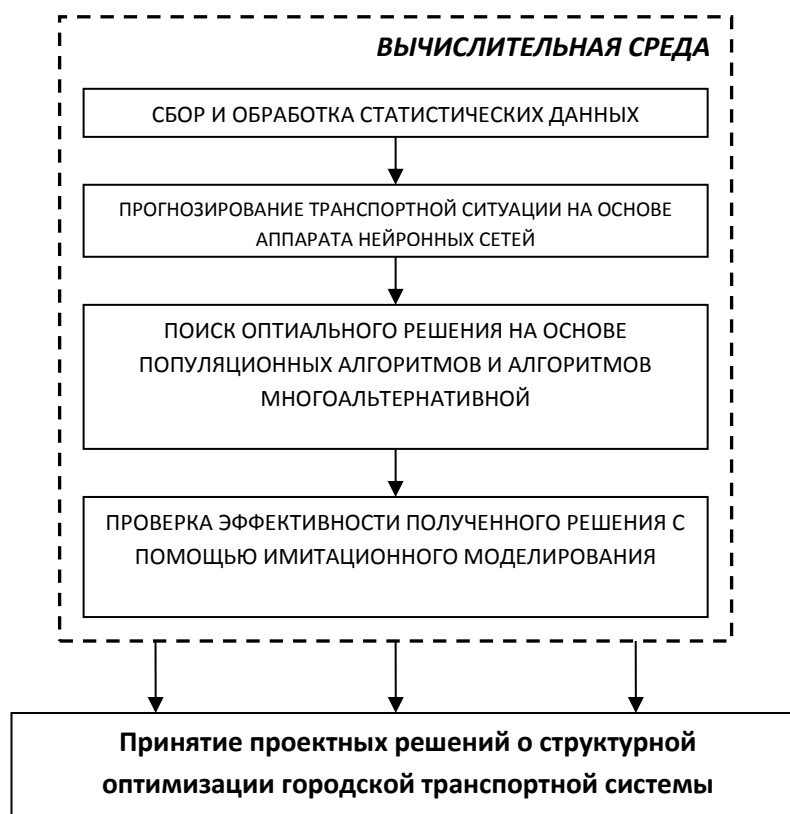 ВЫЧИСЛИТЕЛЬНАЯ СРЕДА
СБОР И ОБРАБОТКА СТАТИСТИЧЕСКИХ ДАННЫХ
ПРОГНОЗИРОВАНИЕ ТРАНСПОРТНОЙ СИТУАЦИИ НА ОСНОВЕ
АППАРАТА НЕЙРОННЫХ СЕТЕЙ
ПОИСК ОПТИАЛЬНОГО РЕШЕНИЯ НА ОСНОВЕ
ПОПУЛЯЦИОННЫХ АЛГОРИТМОВ И АЛГОРИТМОВ
МНОГОАЛЬТЕРНАТИВНОЙ
ПРОВЕРКА ЭФФЕКТИВНОСТИ ПОЛУЧЕННОГО РЕШЕНИЯ С
ПОМОЩЬЮ ИМИТАЦИОННОГО МОДЕЛИРОВАНИЯ
Принятие проектных решений о структурной
оптимизации городской транспортной системы